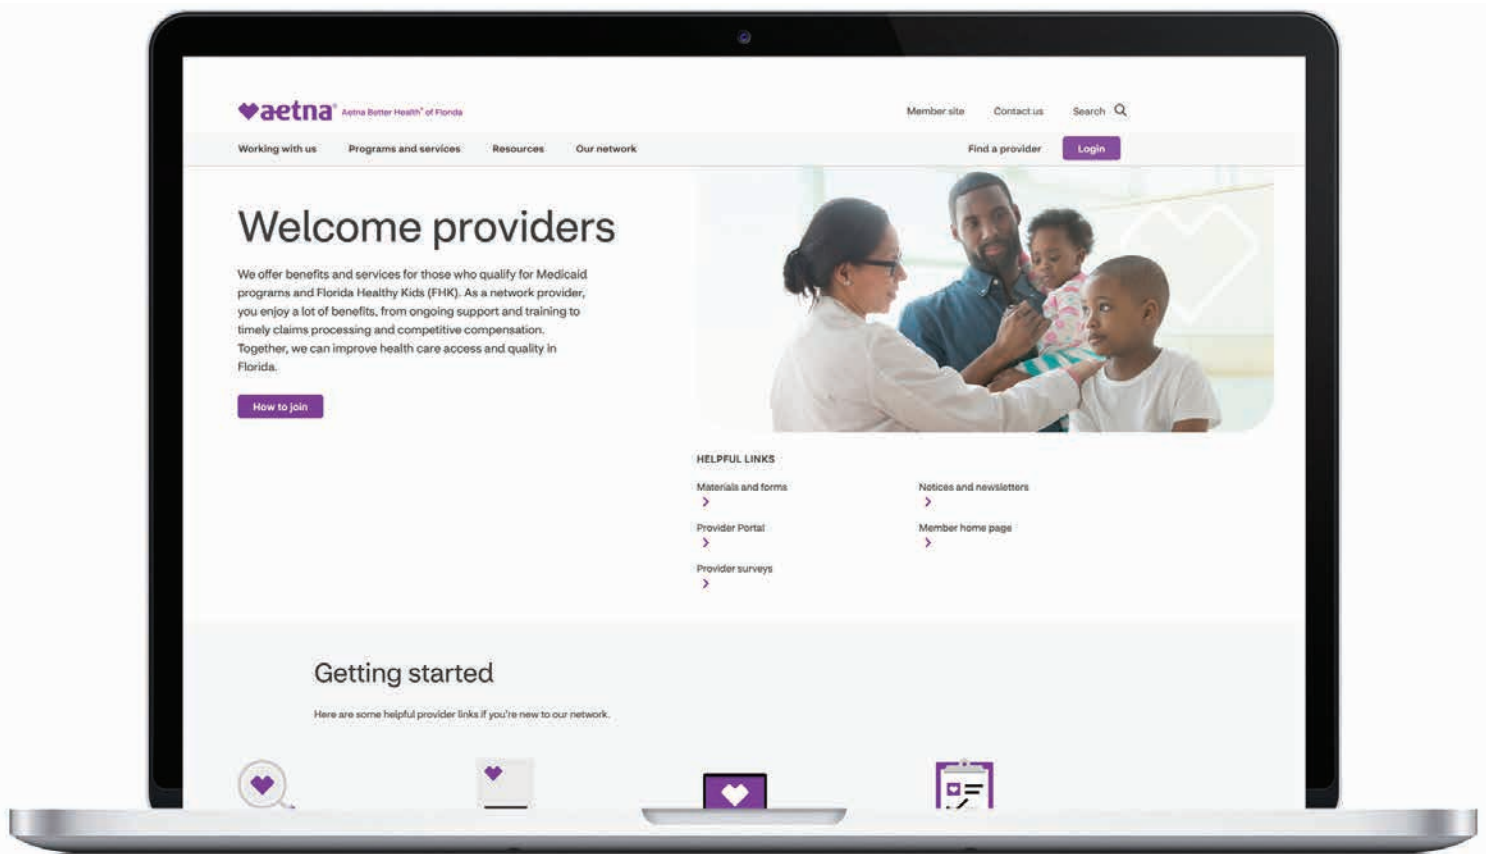 aetna® Aetna Better Health® of Florida
Member site Contact us Search
Working with us Programs and services Resources Our network Find a provider Login
Welcome providers
We offer benefits and services for those who qualify for Medicaid
programs and Florida Healthy Kids (FHK). As a network provider,
you enjoy a lot of benefits, from ongoing support and training to
timely claims processing and competitive compensation.
Together, we can improve health care access and quality in
Florida.
How to join
HELPFUL LINKS
Materials and forms Notices and newsletters
Provider Portal Member home page
Provider surveys
Getting started
Here are some helpful provider links if you're new to our network.